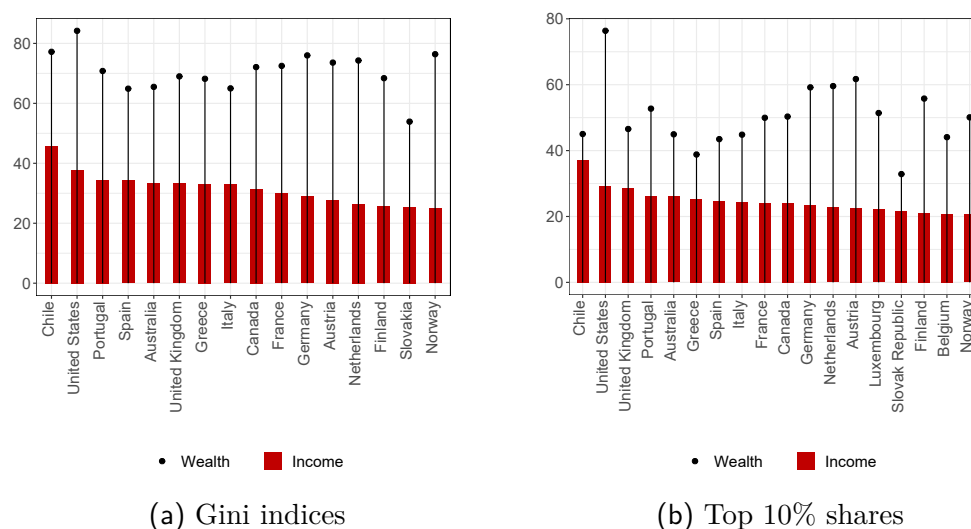 80
60
40
20
0
Chile
United States
Portugal
Spain
Australia
United Kingdom
Greece
Italy
Canada
France
Germany
Austria
Netherlands
Finland
Slovakia
Norway
Wealth Income
(a) Gini indices
80
60
40
20
0
Chile
United States
United Kingdom
Portugal
Australia
Greece
Spain
Italy
France
Canada
Germany
Netherlands
Austria
Luxembourg
Slovak Republic
Finland
Belgium
Norway
Wealth Income
(b) Top 10% shares